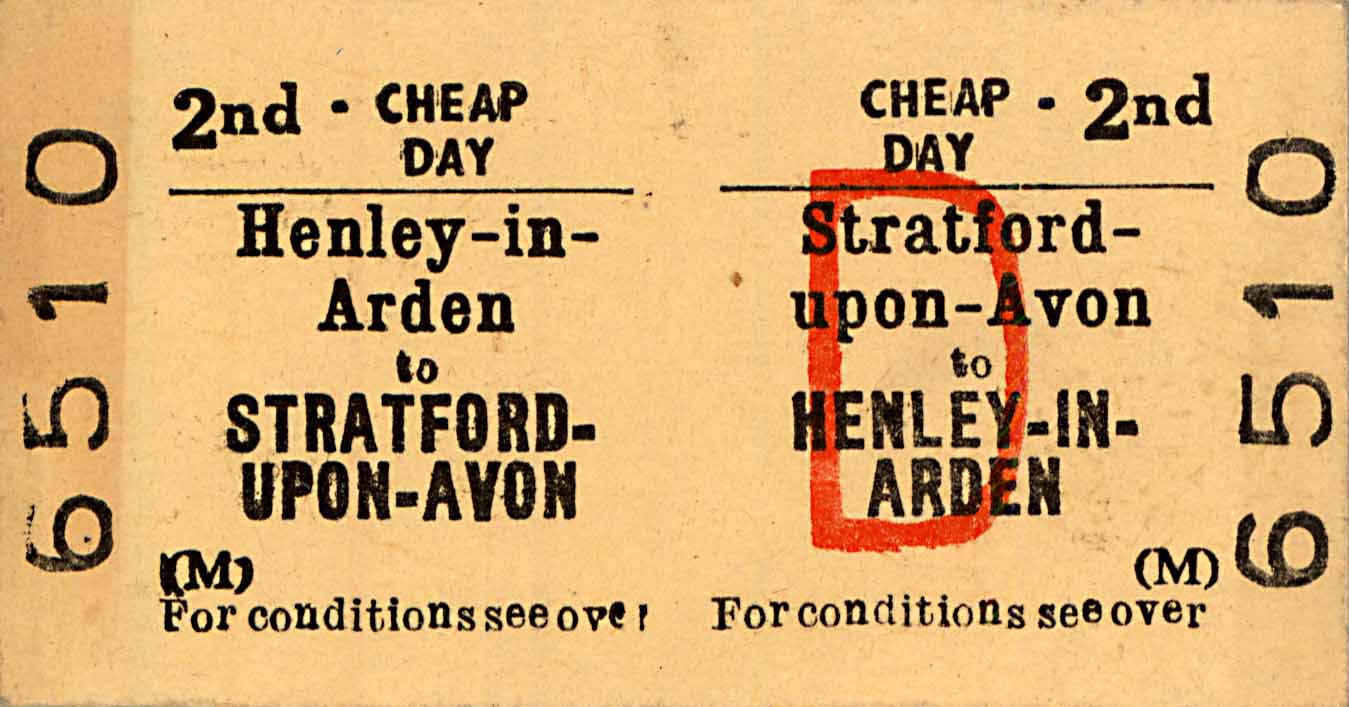 6510
2nd · CHEAP
DAY
Henley-in-
Arden
to
STRATFORD-
UPON-AVON
(M)
For conditions see over
CHEAP · 2nd
DAY
Stratford-
upon-Avon
to
HENLEY-IN-
ARDEN
(M)
For conditions see over
D
6510